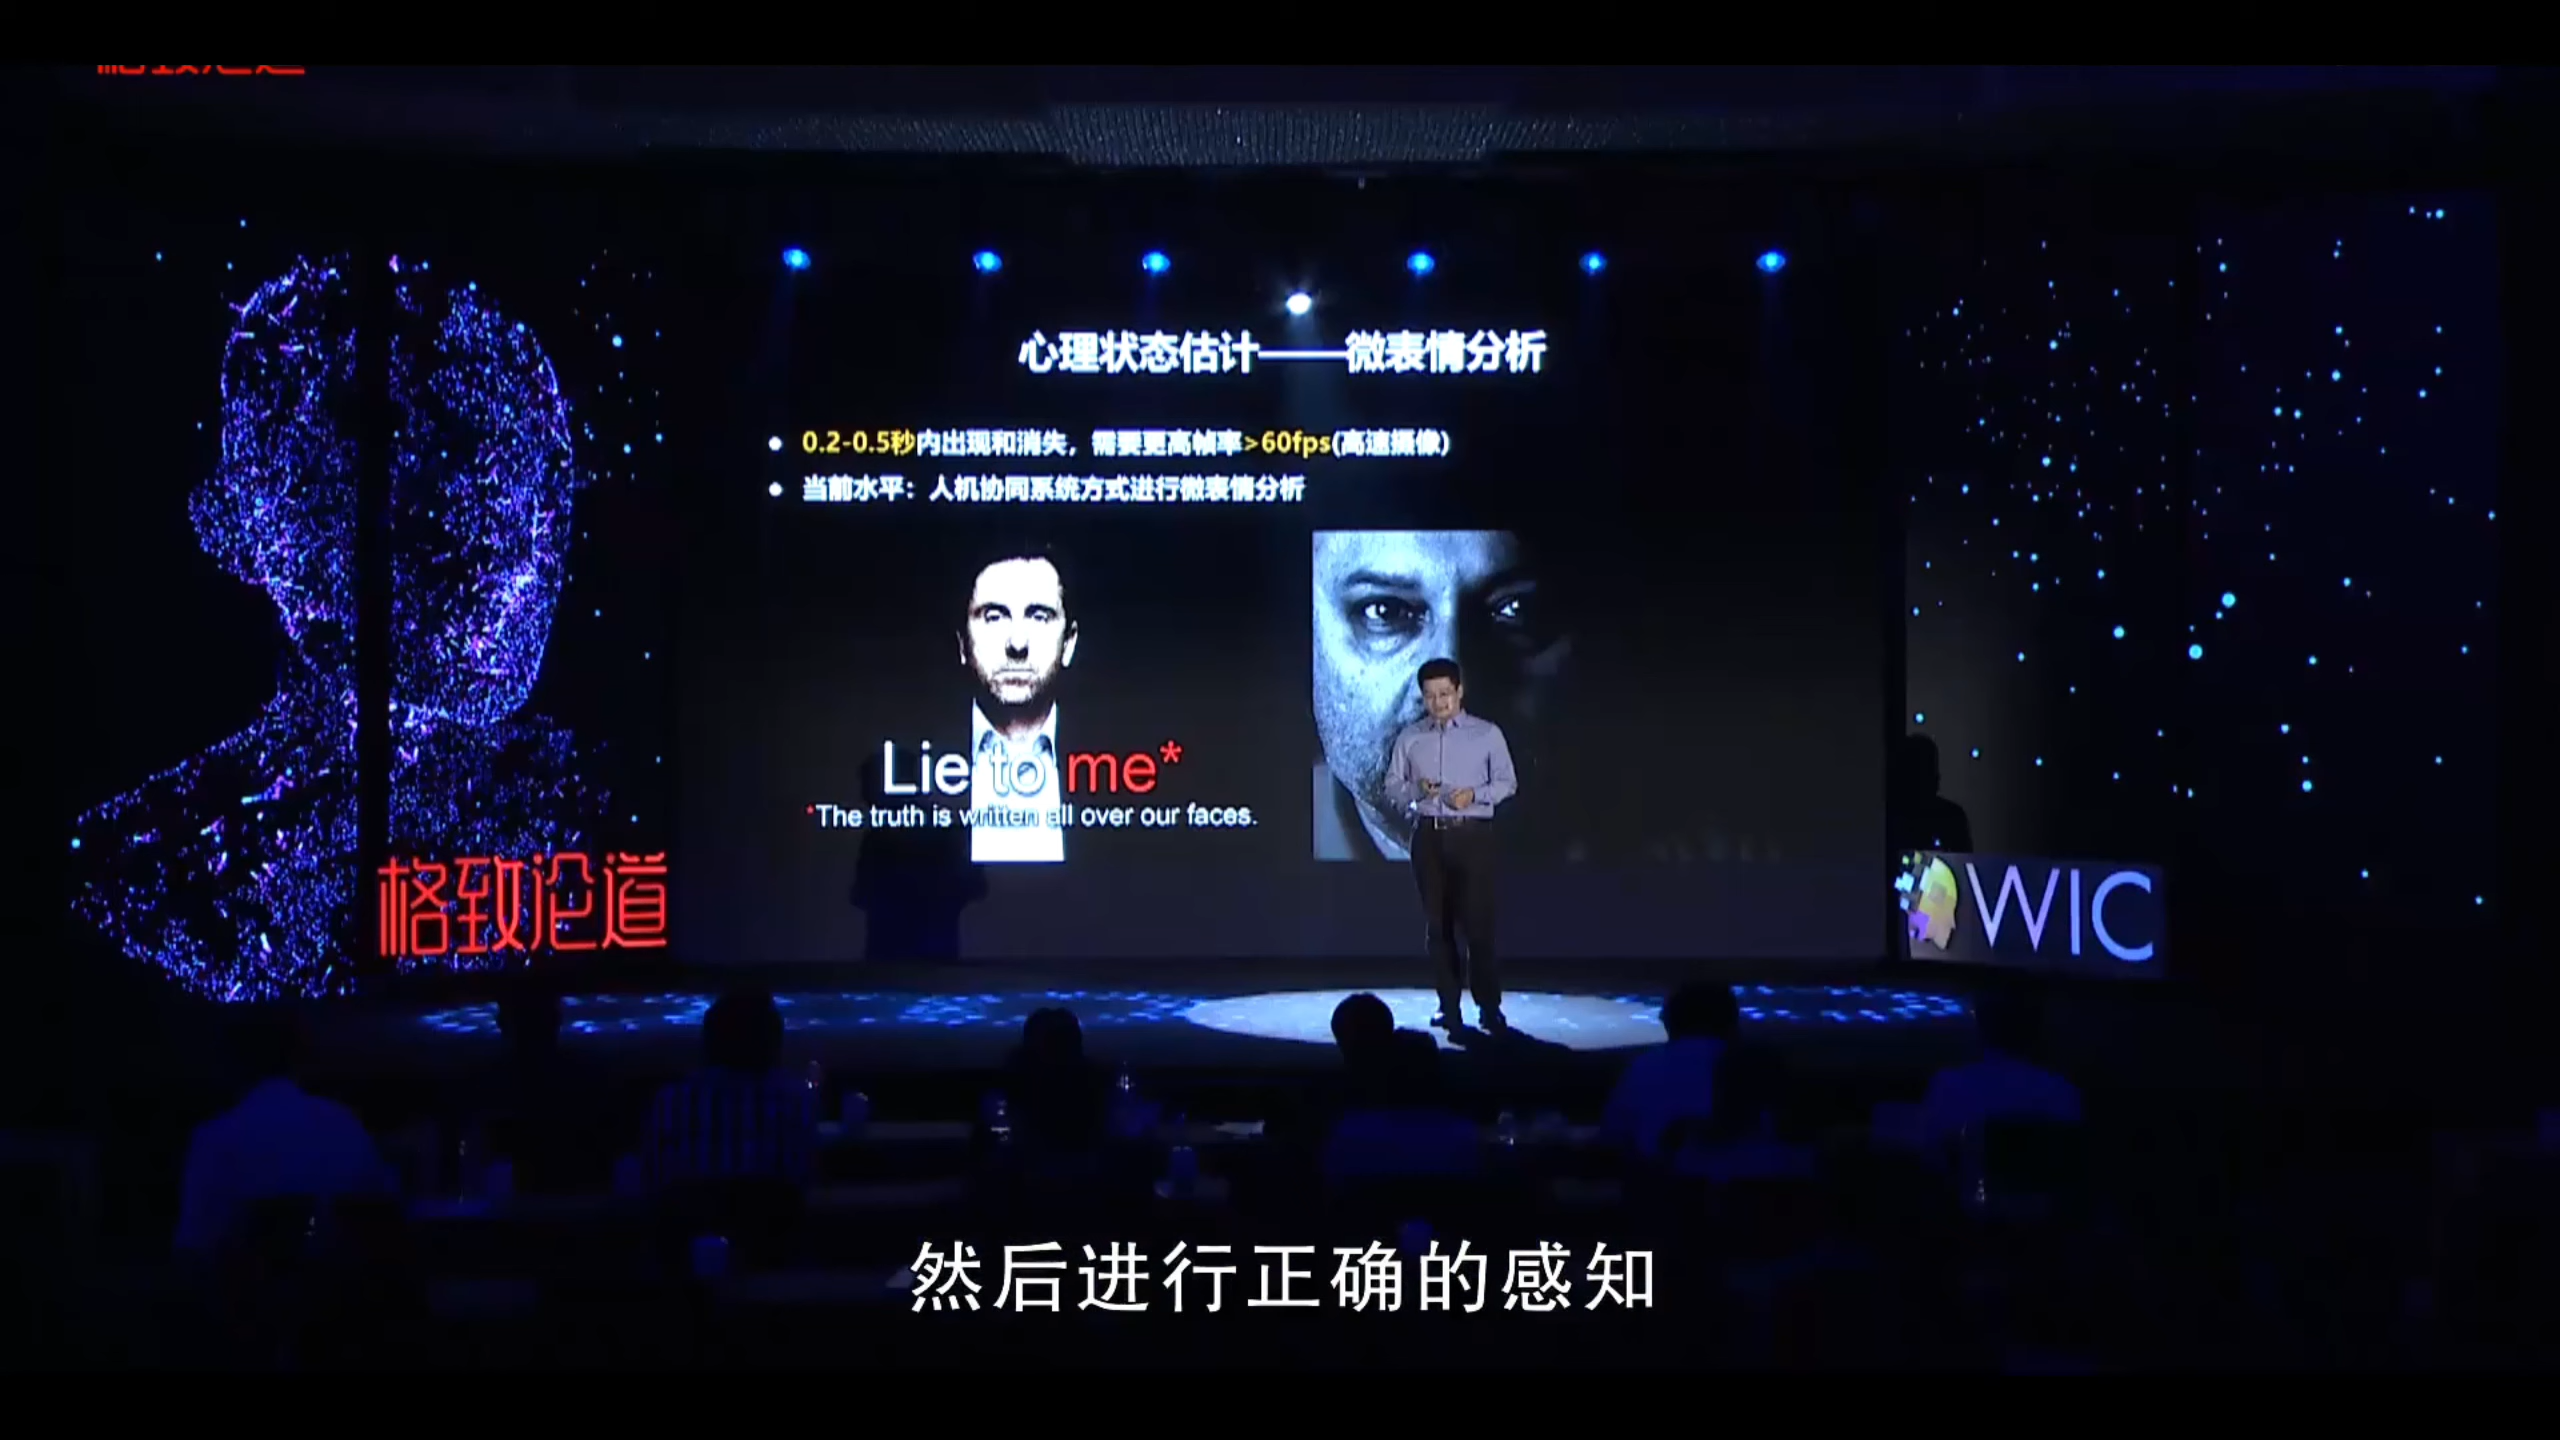 格致论道
心理状态估计——微表情分析
0.2-0.5秒内出现和消失，需要更高帧率>60fps(高速摄像)
当前水平：人机协同系统方式进行微表情分析
Lie to me*
*The truth is written all over our faces.
格致论道
WIC
然后进行正确的感知